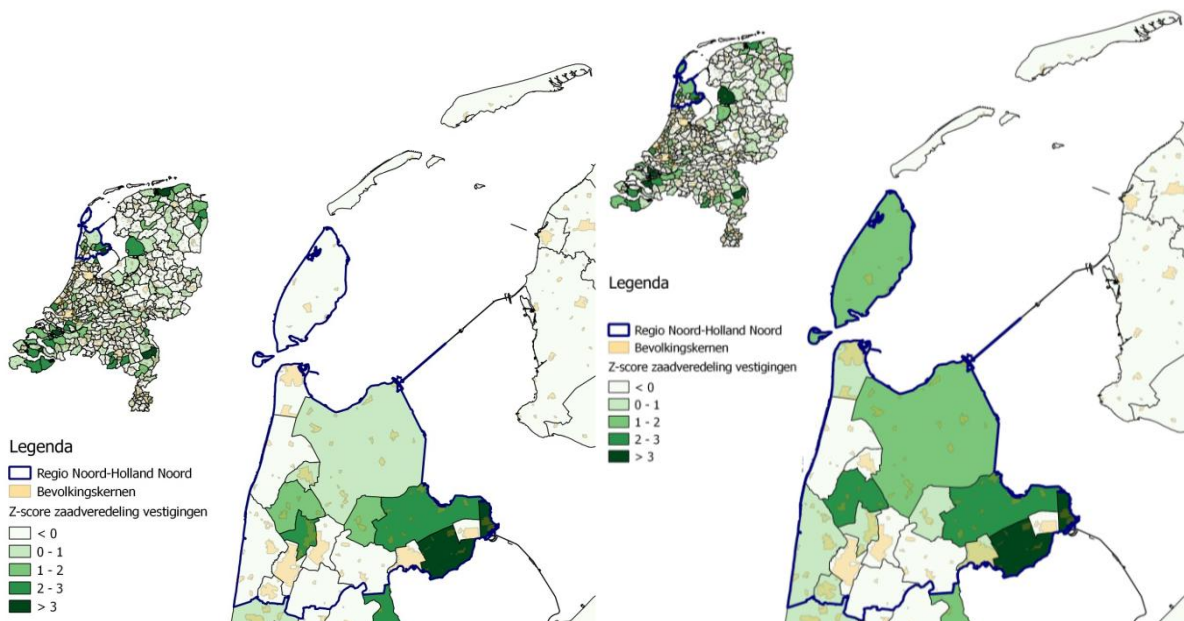 Legenda
Regio Noord-Holland Noord
Bevolkingskernen
Z-score zaadveredeling vestigingen
< 0
0 - 1
1 - 2
2 - 3
> 3
Legenda
Regio Noord-Holland Noord
Bevolkingskernen
Z-score zaadveredeling vestigingen
< 0
0 - 1
1 - 2
2 - 3
> 3